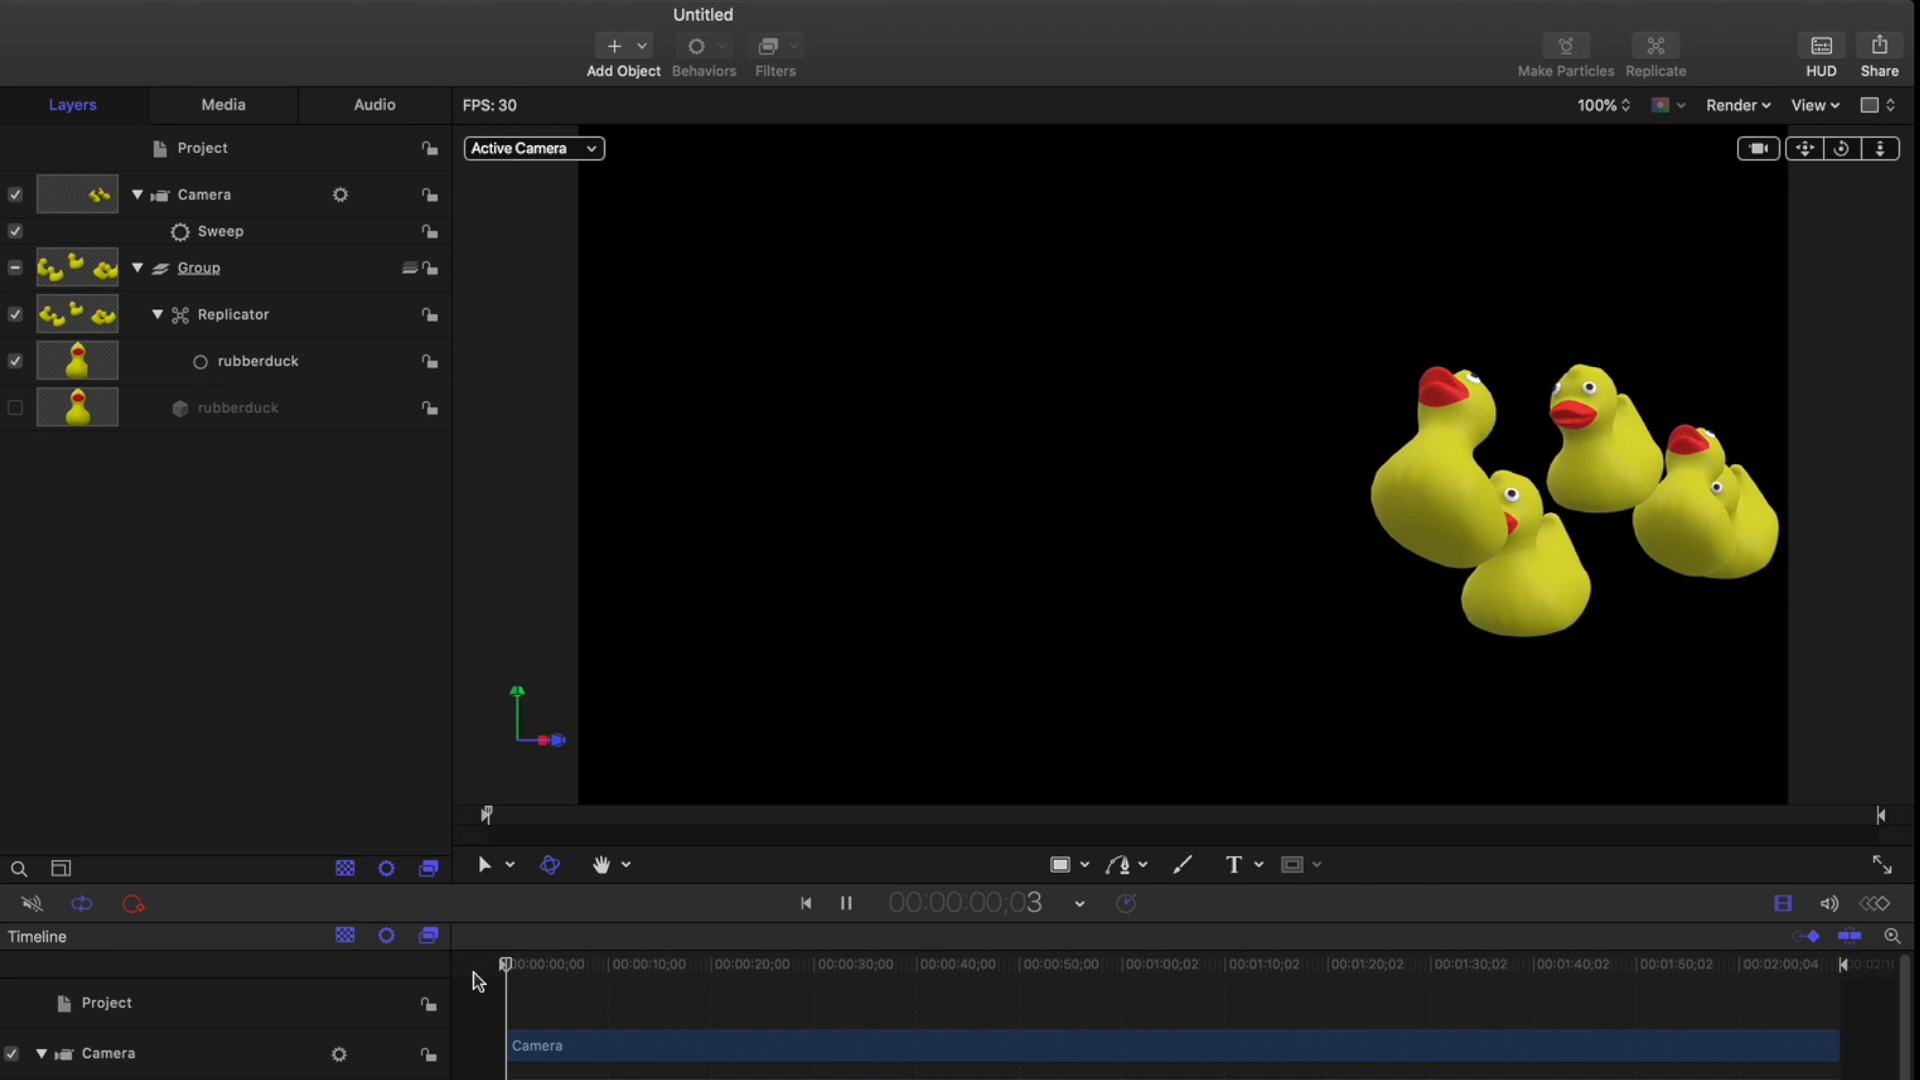 Untitled
Add Object
Behaviors
Filters
Make Particles
Replicate
HUD
Share
Layers
Media
Audio
FPS: 30
100%
Render
View
Project
Active Camera
Camera
Sweep
Group
Replicator
rubberduck
rubberduck
T
00:00:00;03
Timeline
00:00:00;00
00:00:10;00
00:00:20;00
00:00:30;00
00:00:40;00
00:00:50;00
00:01:00;02
00:01:10;02
00:01:20;02
00:01:30;02
00:01:40;02
00:01:50;02
00:02:00;04
Project
Camera
Camera